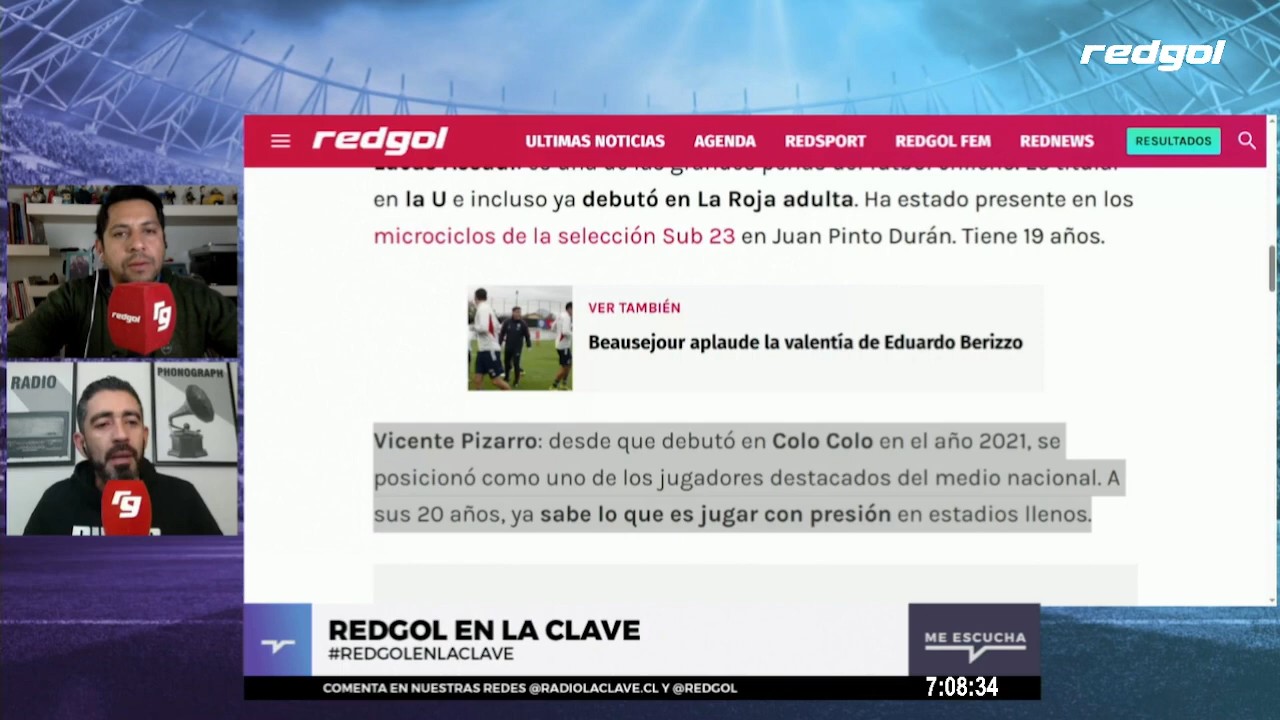 redgol
redgol
ULTIMAS NOTICIAS
AGENDA
REDSPORT
REDGOL FEM
REDNEWS
RESULTADOS
en la U e incluso ya debutó en La Roja adulta. Ha estado presente en los
microciclos de la selección Sub 23 en Juan Pinto Durán. Tiene 19 años.
VER TAMBIÉN
Beausejour aplaude la valentía de Eduardo Berizzo
redgol rg
RADIO
PHONOGRAPH
rg
Vicente Pizarro: desde que debutó en Colo Colo en el año 2021, se
posicionó como uno de los jugadores destacados del medio nacional. A
sus 20 años, ya sabe lo que es jugar con presión en estadios llenos.
REDGOL EN LA CLAVE
#REDGOLENLACLAVE
ME ESCUCHA
COMENTA EN NUESTRAS REDES @RADIOLACLAVE.CL Y @REDGOL
7:08:34